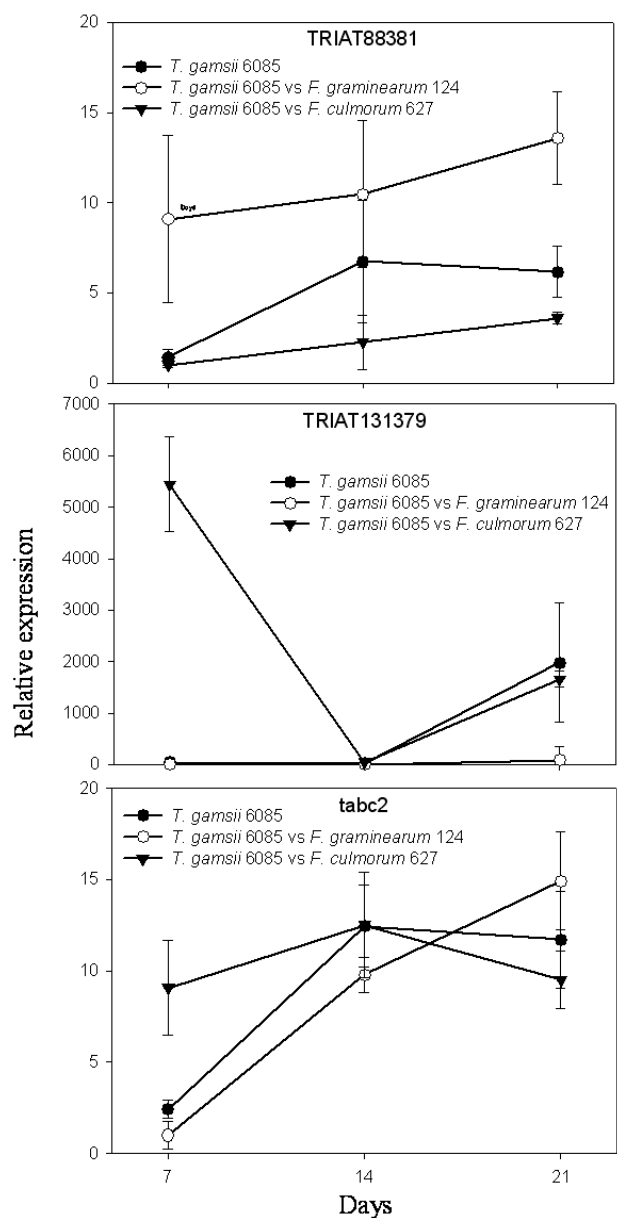 TRIAT88381
T. gamsii 6085
T. gamsii 6085 vs F. graminearum 124
T. gamsii 6085 vs F. culmorum 627
20
15
10
5
0
Days
TRIAT131379
T. gamsii 6085
T. gamsii 6085 vs F. graminearum 124
T. gamsii 6085 vs F. culmorum 627
7000
6000
5000
4000
3000
2000
1000
0
Relative expression
tabc2
T. gamsii 6085
T. gamsii 6085 vs F. graminearum 124
T. gamsii 6085 vs F. culmorum 627
20
15
10
5
0
7 14 21
Days